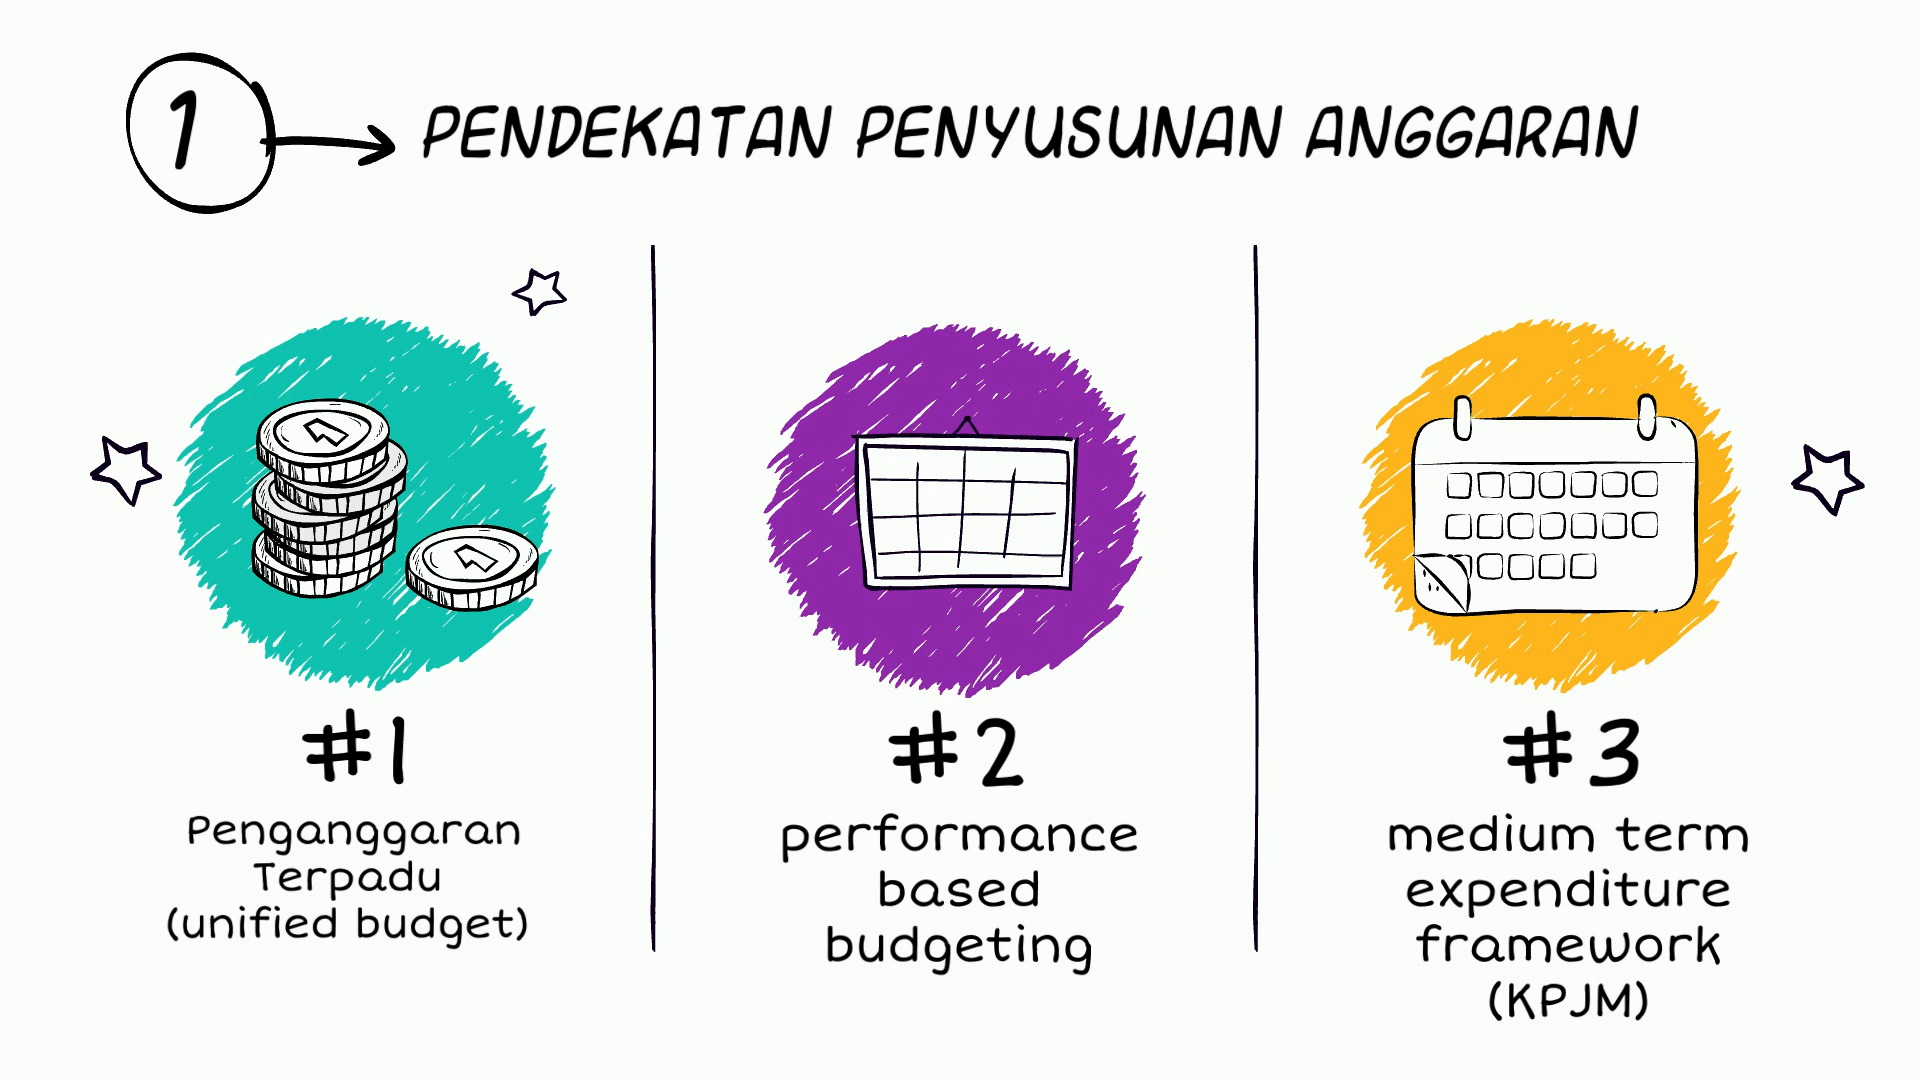 1
PENDEKATAN PENYUSUNAN ANGGARAN
#1
Penganggaran
Terpadu
(unified budget)
#2
performance
based
budgeting
#3
medium term
expenditure
framework
(KPJM)